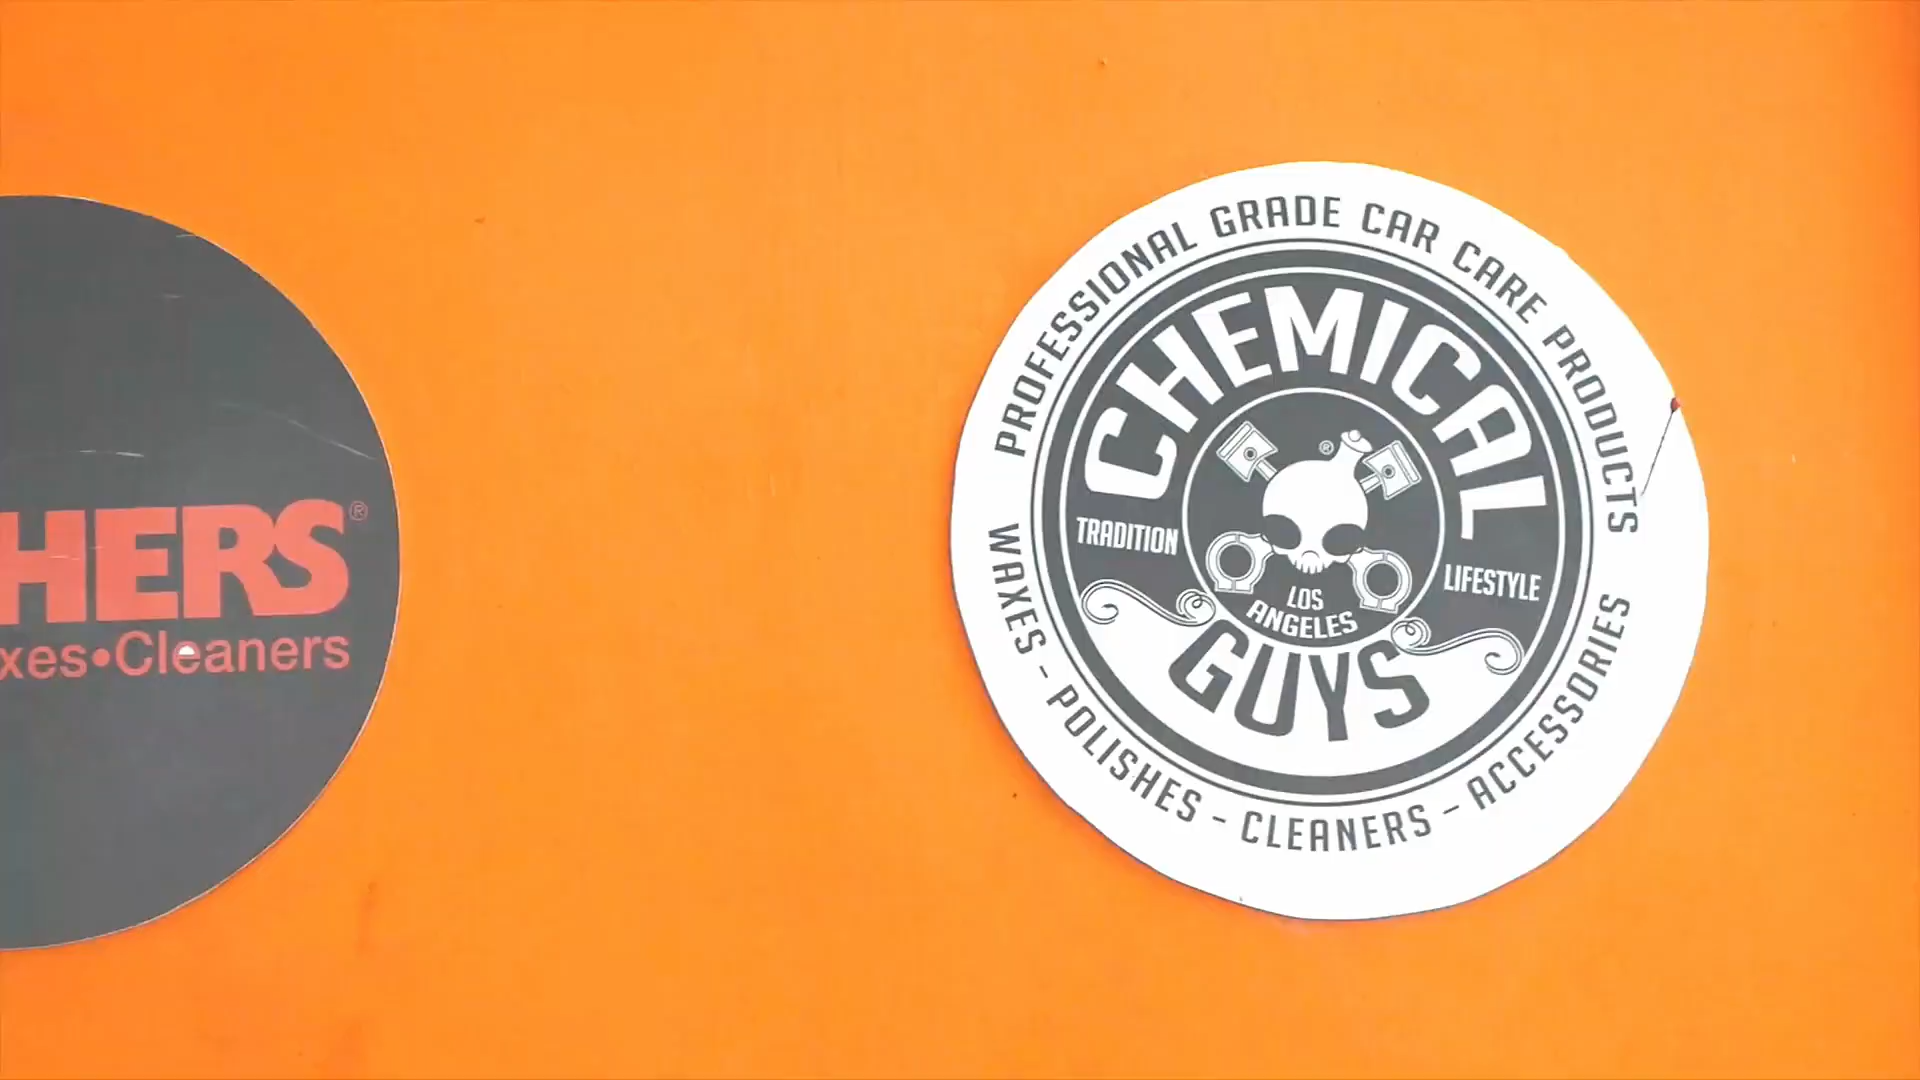 HERS®
xes•Cleaners
PROFESSIONAL GRADE CAR CARE PRODUCTS
CHEMICAL
®
TRADITION
LIFESTYLE
LOS
ANGELES
GUYS
WAXES - POLISHES - CLEANERS - ACCESSORIES